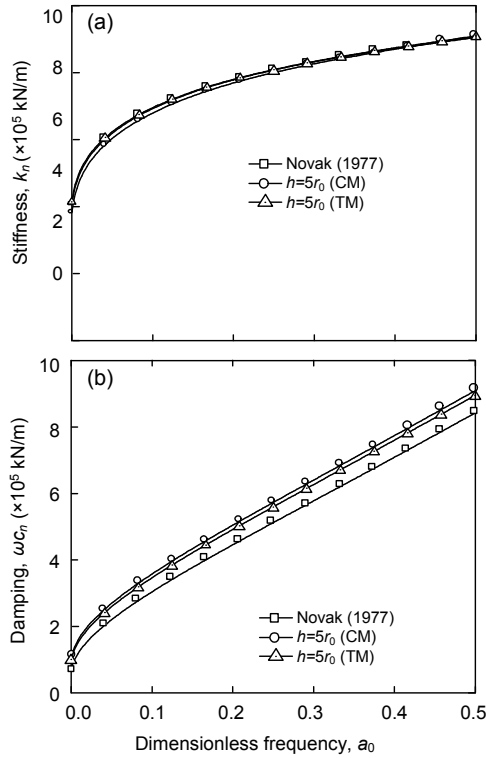 (a)
10
8
6
4
2
0
Stiffness, kn (×10⁵ kN/m)
Novak (1977)
h=5r₀ (CM)
h=5r₀ (TM)
(b)
10
8
6
4
2
0
Damping, ωcn (×10⁵ kN/m)
Novak (1977)
h=5r₀ (CM)
h=5r₀ (TM)
0.0 0.1 0.2 0.3 0.4 0.5
Dimensionless frequency, a₀